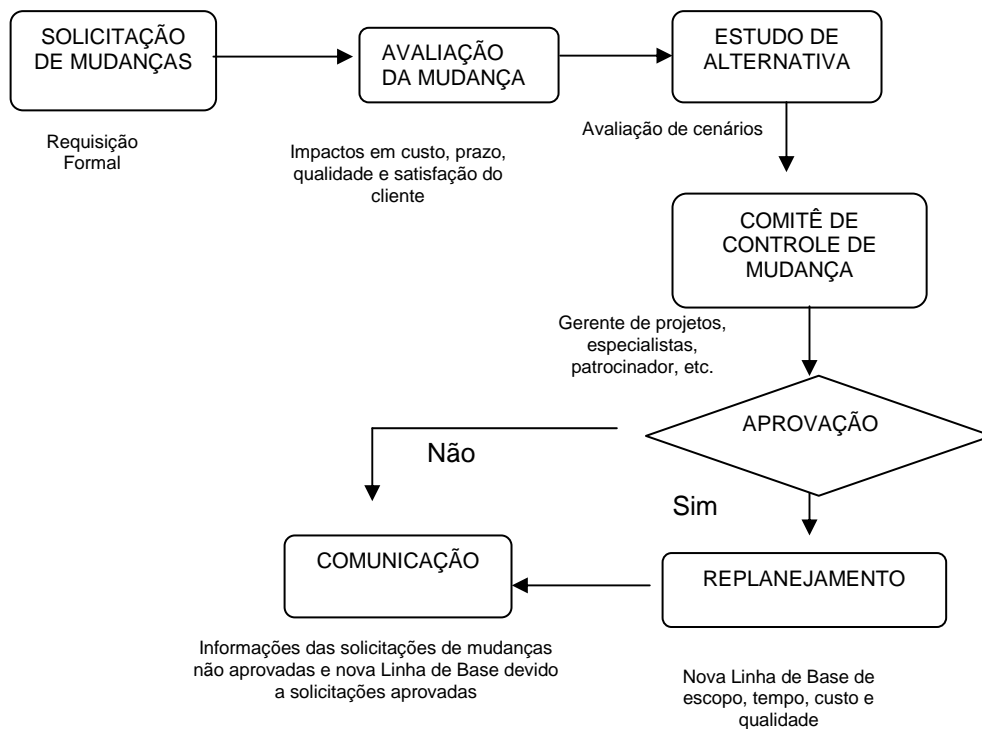 SOLICITAÇÃO
DE MUDANÇAS
Requisição
Formal
AVALIAÇÃO
DA MUDANÇA
Impactos em custo, prazo,
qualidade e satisfação do
cliente
ESTUDO DE
ALTERNATIVA
Avaliação de cenários
COMITÊ DE
CONTROLE DE
MUDANÇA
Gerente de projetos,
especialistas,
patrocinador, etc.
APROVAÇÃO
Não
Sim
COMUNICAÇÃO
Informações das solicitações de mudanças
não aprovadas e nova Linha de Base devido
a solicitações aprovadas
REPLANEJAMENTO
Nova Linha de Base de
escopo, tempo, custo e
qualidade